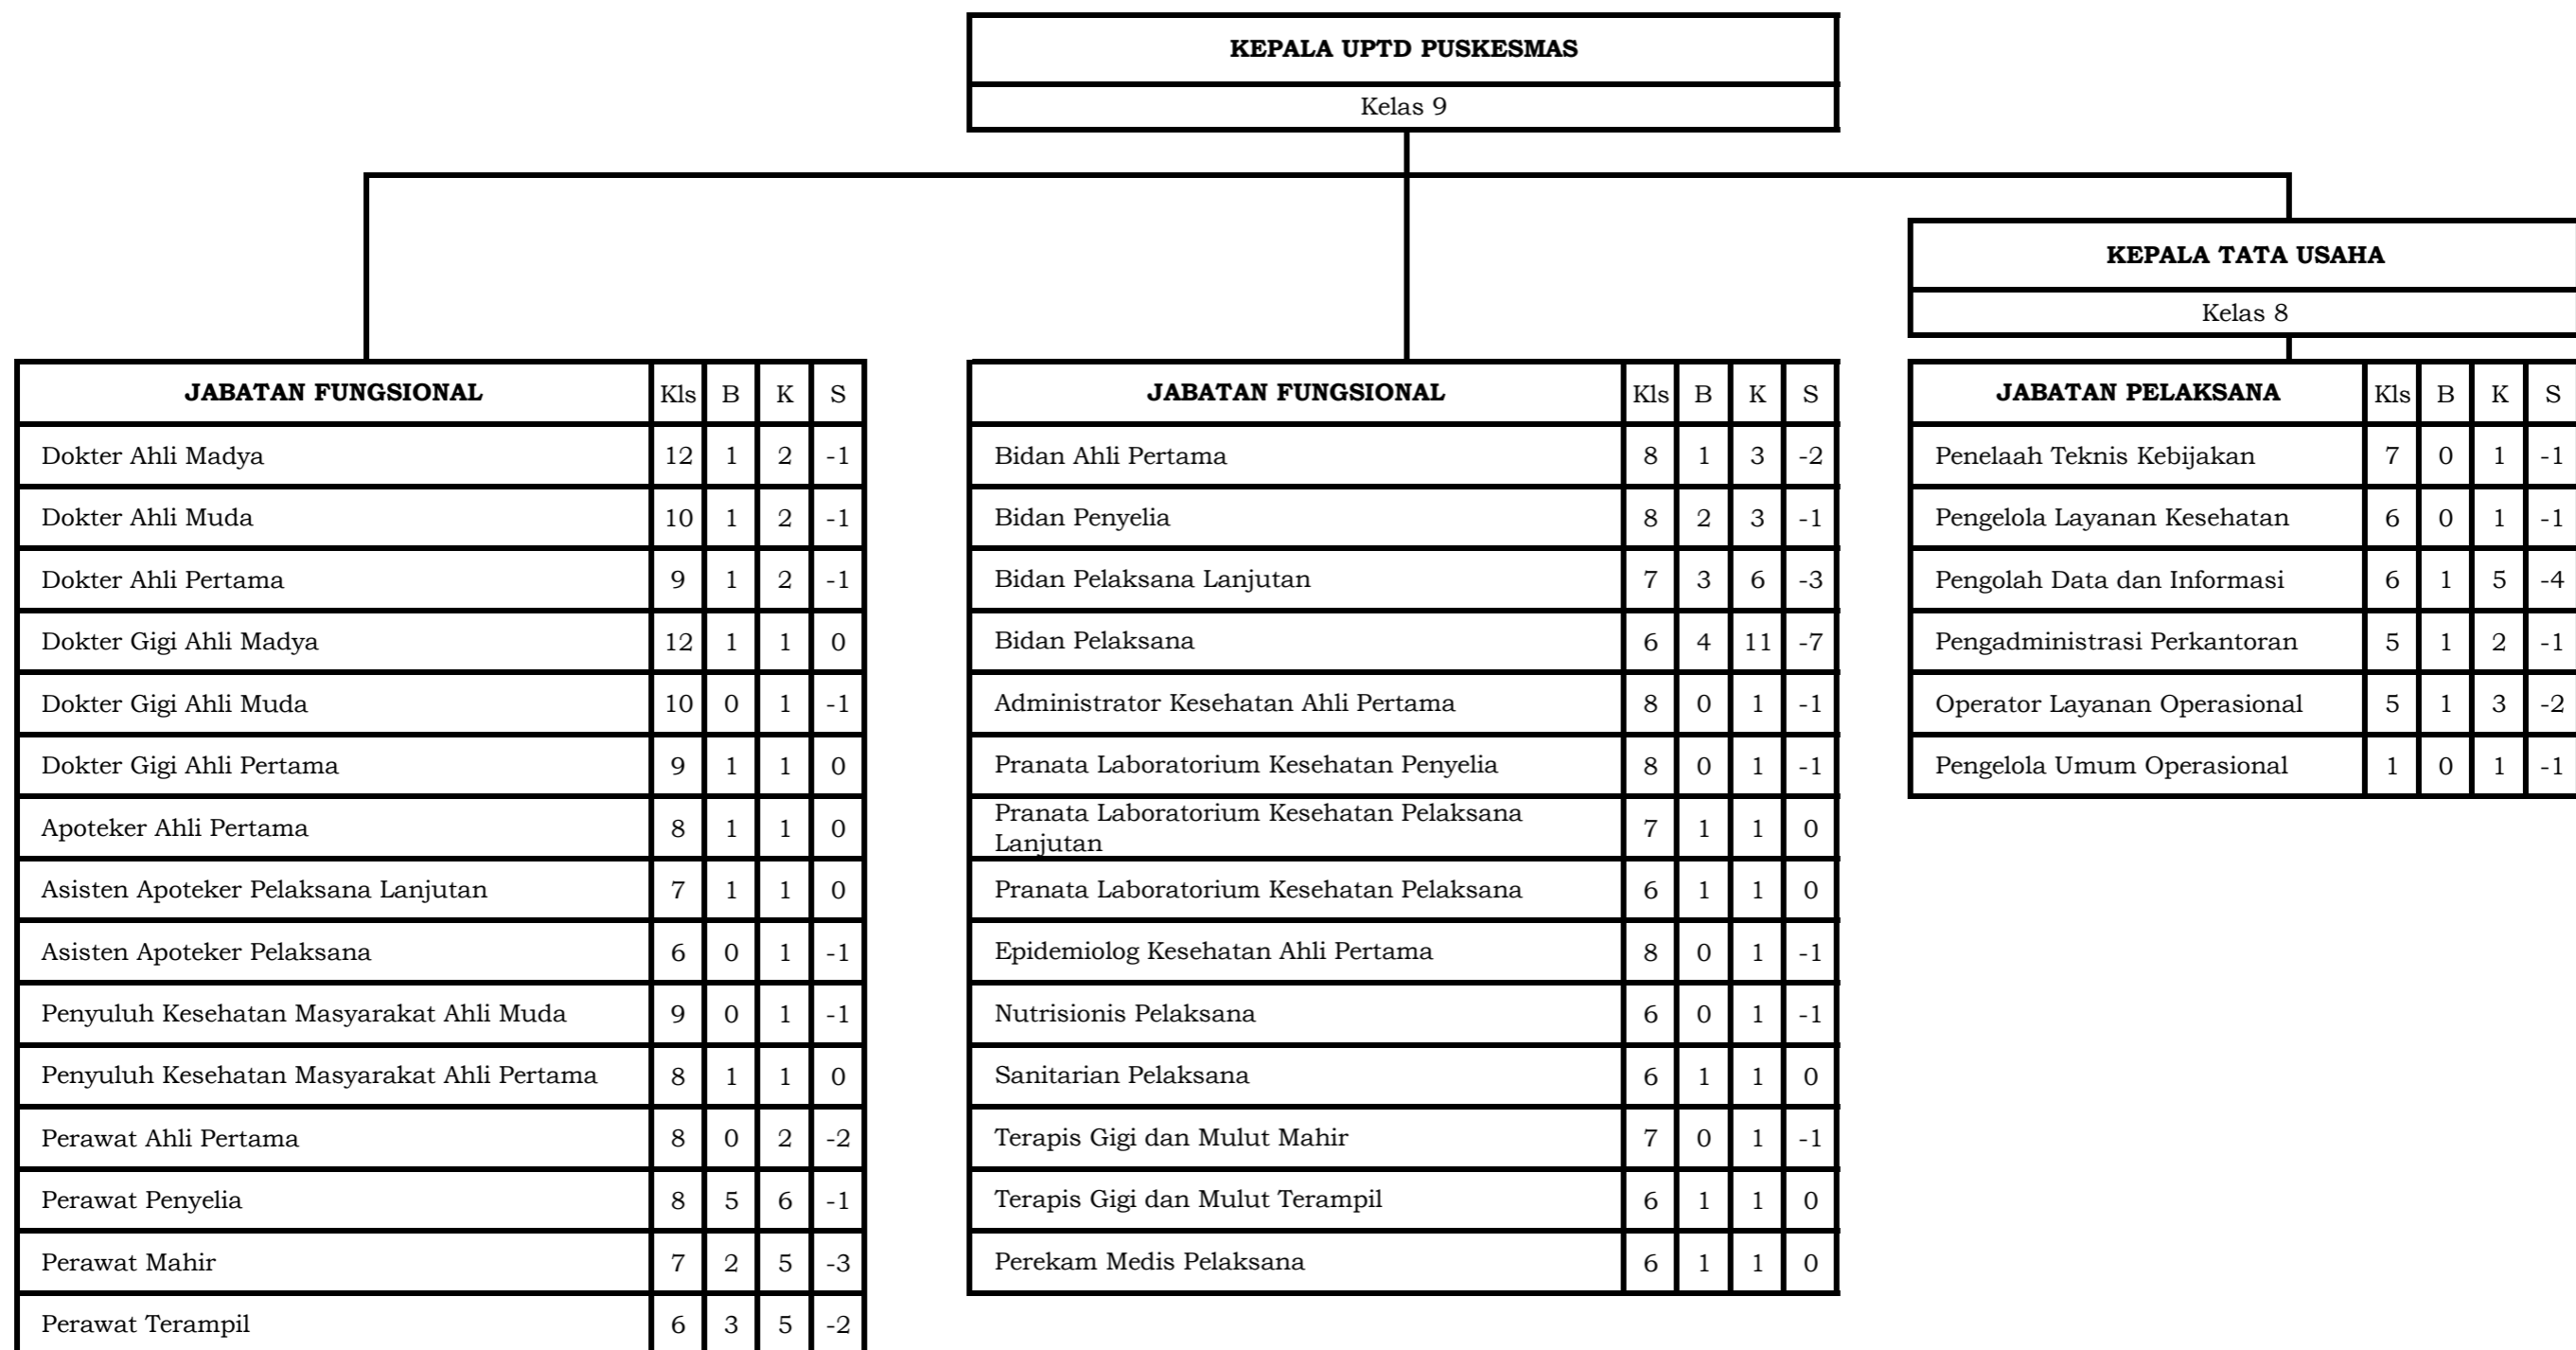 KEPALA UPTD PUSKESMAS
Kelas 9
KEPALA TATA USAHA
Kelas 8
JABATAN FUNGSIONAL Kls B K S
Dokter Ahli Madya 12 1 2 -1
Dokter Ahli Muda 10 1 2 -1
Dokter Ahli Pertama 9 1 2 -1
Dokter Gigi Ahli Madya 12 1 1 0
Dokter Gigi Ahli Muda 10 0 1 -1
Dokter Gigi Ahli Pertama 9 1 1 0
Apoteker Ahli Pertama 8 1 1 0
Asisten Apoteker Pelaksana Lanjutan 7 1 1 0
Asisten Apoteker Pelaksana 6 0 1 -1
Penyuluh Kesehatan Masyarakat Ahli Muda 9 0 1 -1
Penyuluh Kesehatan Masyarakat Ahli Pertama 8 1 1 0
Perawat Ahli Pertama 8 0 2 -2
Perawat Penyelia 8 5 6 -1
Perawat Mahir 7 2 5 -3
Perawat Terampil 6 3 5 -2
JABATAN FUNGSIONAL Kls B K S
Bidan Ahli Pertama 8 1 3 -2
Bidan Penyelia 8 2 3 -1
Bidan Pelaksana Lanjutan 7 3 6 -3
Bidan Pelaksana 6 4 11 -7
Administrator Kesehatan Ahli Pertama 8 0 1 -1
Pranata Laboratorium Kesehatan Penyelia 8 0 1 -1
Pranata Laboratorium Kesehatan Pelaksana
Lanjutan 7 1 1 0
Pranata Laboratorium Kesehatan Pelaksana 6 1 1 0
Epidemiolog Kesehatan Ahli Pertama 8 0 1 -1
Nutrisionis Pelaksana 6 0 1 -1
Sanitarian Pelaksana 6 1 1 0
Terapis Gigi dan Mulut Mahir 7 0 1 -1
Terapis Gigi dan Mulut Terampil 6 1 1 0
Perekam Medis Pelaksana 6 1 1 0
JABATAN PELAKSANA Kls B K S
Penelaah Teknis Kebijakan 7 0 1 -1
Pengelola Layanan Kesehatan 6 0 1 -1
Pengolah Data dan Informasi 6 1 5 -4
Pengadministrasi Perkantoran 5 1 2 -1
Operator Layanan Operasional 5 1 3 -2
Pengelola Umum Operasional 1 0 1 -1